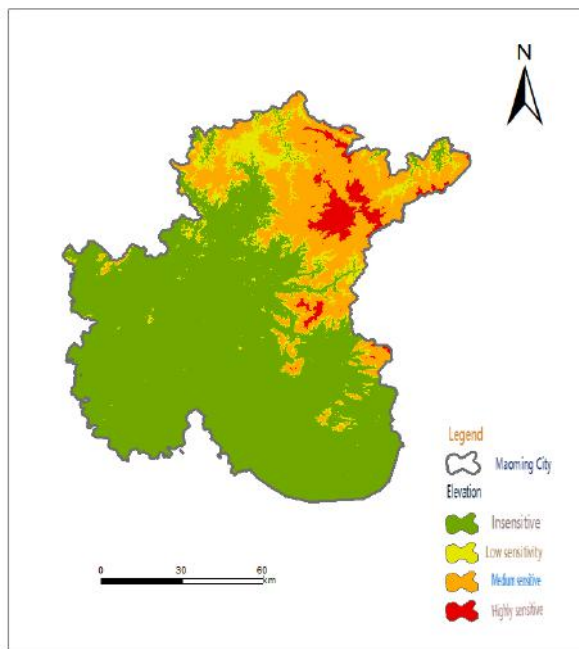 N
Legend
Maoming City
Elevation
Insensitive
Low sensitivity
Medium sensitive
Highly sensitive
0 30 60
km